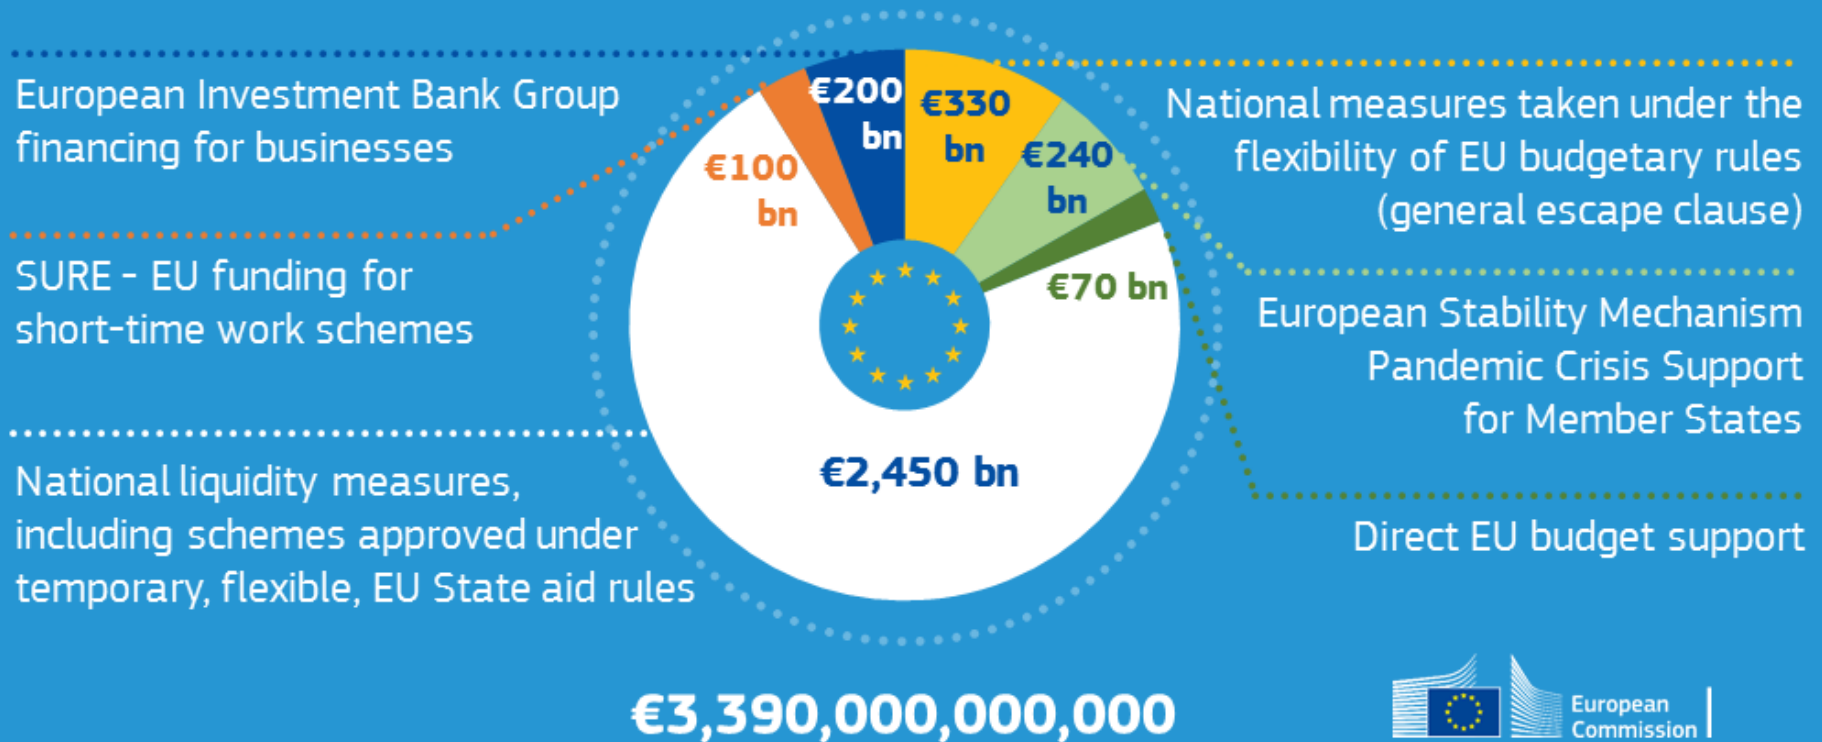 European Investment Bank Group
financing for businesses
SURE - EU funding for
short-time work schemes
National liquidity measures,
including schemes approved under
temporary, flexible, EU State aid rules
€200
bn
€330
bn
€240
bn
€100
bn
€70 bn
€2,450 bn
National measures taken under the
flexibility of EU budgetary rules
(general escape clause)
European Stability Mechanism
Pandemic Crisis Support
for Member States
Direct EU budget support
€3,390,000,000,000
European
Commission